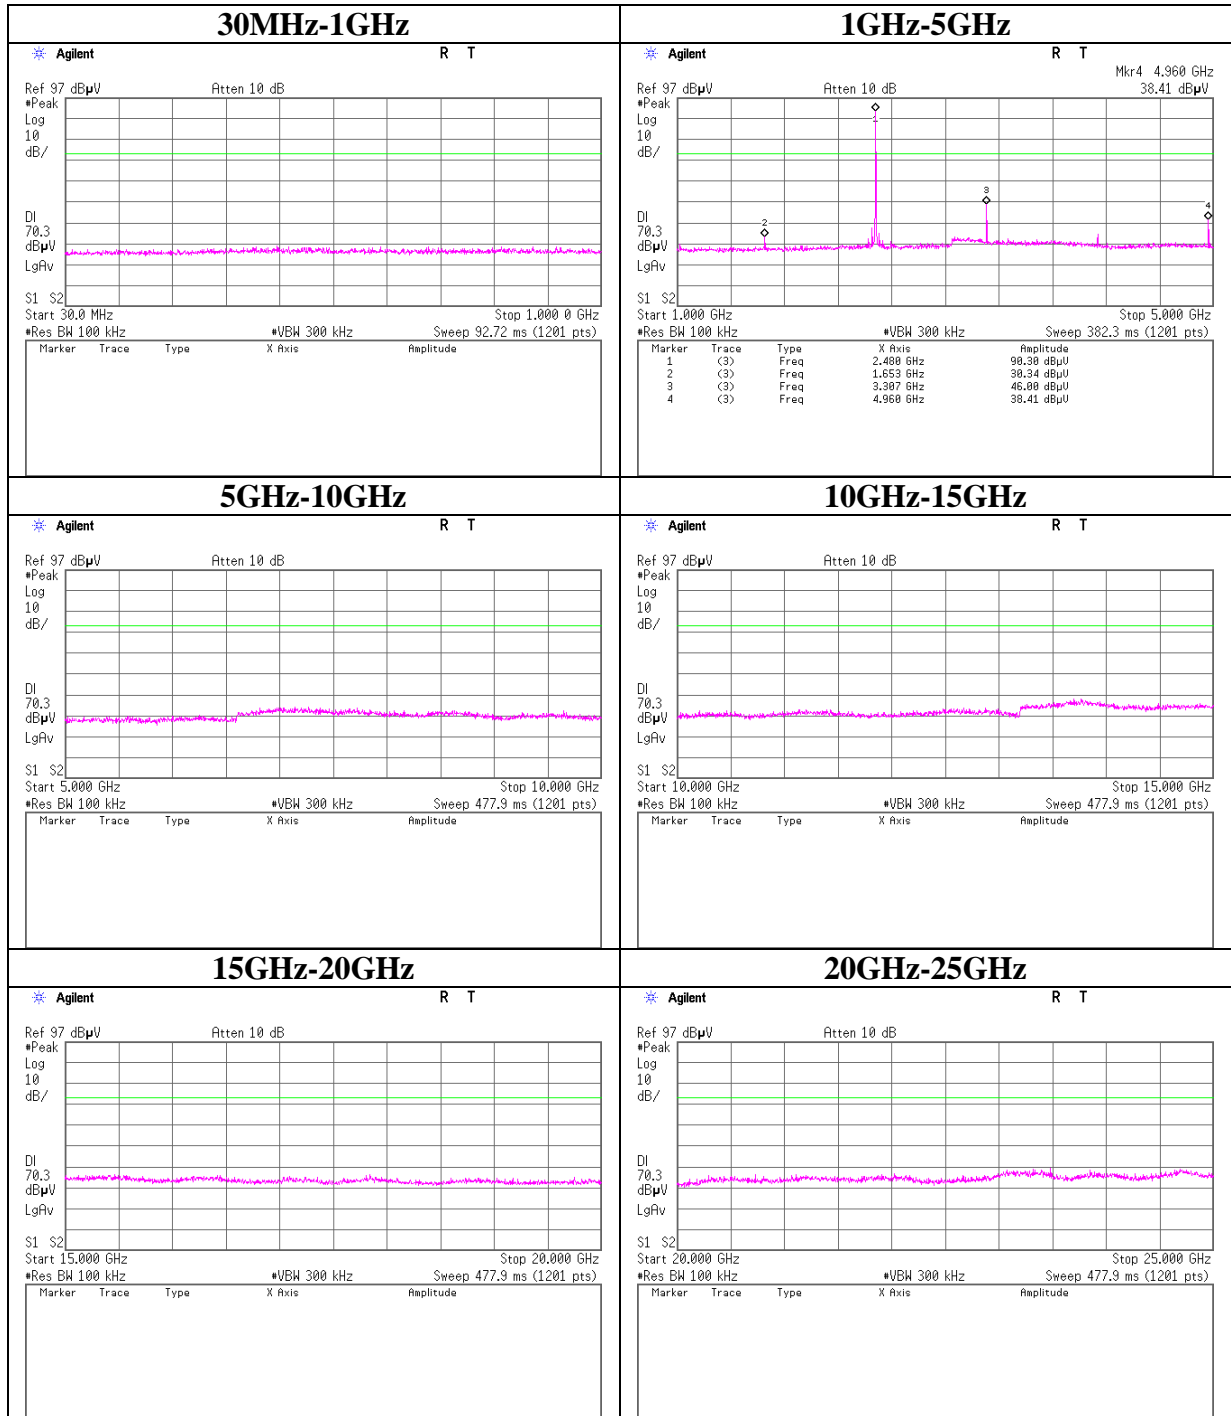 30MHz-1GHz
Agilent R T
Ref 97 dBµV Atten 10 dB
#Peak
Log
10
dB/
DI
70.3
dBµV
LgAv
S1 S2
Start 30.0 MHz Stop 1.000 0 GHz
#Res BW 100 kHz #VBW 300 kHz Sweep 92.72 ms (1201 pts)
Marker Trace Type X Axis Amplitude
1GHz-5GHz
Agilent R T
Mkr4 4.960 GHz
Ref 97 dBµV Atten 10 dB 38.41 dBµV
#Peak
Log
10
dB/
1
2
3
4
DI
70.3
dBµV
LgAv
S1 S2
Start 1.000 GHz Stop 5.000 GHz
#Res BW 100 kHz #VBW 300 kHz Sweep 382.3 ms (1201 pts)
Marker Trace Type X Axis Amplitude
1 (3) Freq 2.480 GHz 90.30 dBµV
2 (3) Freq 1.653 GHz 30.34 dBµV
3 (3) Freq 3.307 GHz 46.00 dBµV
4 (3) Freq 4.960 GHz 38.41 dBµV
5GHz-10GHz
Agilent R T
Ref 97 dBµV Atten 10 dB
#Peak
Log
10
dB/
DI
70.3
dBµV
LgAv
S1 S2
Start 5.000 GHz Stop 10.000 GHz
#Res BW 100 kHz #VBW 300 kHz Sweep 477.9 ms (1201 pts)
Marker Trace Type X Axis Amplitude
10GHz-15GHz
Agilent R T
Ref 97 dBµV Atten 10 dB
#Peak
Log
10
dB/
DI
70.3
dBµV
LgAv
S1 S2
Start 10.000 GHz Stop 15.000 GHz
#Res BW 100 kHz #VBW 300 kHz Sweep 477.9 ms (1201 pts)
Marker Trace Type X Axis Amplitude
15GHz-20GHz
Agilent R T
Ref 97 dBµV Atten 10 dB
#Peak
Log
10
dB/
DI
70.3
dBµV
LgAv
S1 S2
Start 15.000 GHz Stop 20.000 GHz
#Res BW 100 kHz #VBW 300 kHz Sweep 477.9 ms (1201 pts)
Marker Trace Type X Axis Amplitude
20GHz-25GHz
Agilent R T
Ref 97 dBµV Atten 10 dB
#Peak
Log
10
dB/
DI
70.3
dBµV
LgAv
S1 S2
Start 20.000 GHz Stop 25.000 GHz
#Res BW 100 kHz #VBW 300 kHz Sweep 477.9 ms (1201 pts)
Marker Trace Type X Axis Amplitude